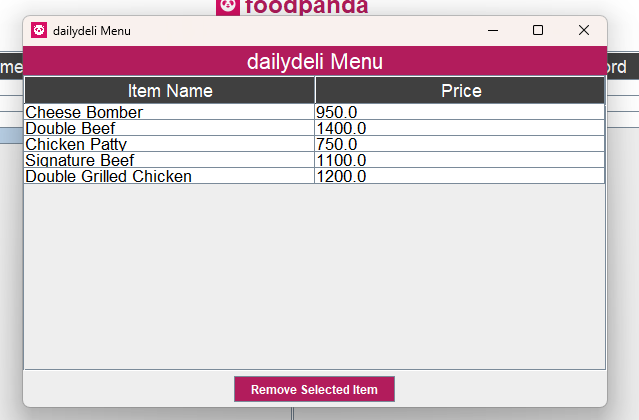 foodpanda
dailydeli Menu
dailydeli Menu
me
ord
Item Name Price
Cheese Bomber 950.0
Double Beef 1400.0
Chicken Patty 750.0
Signature Beef 1100.0
Double Grilled Chicken 1200.0
Remove Selected Item